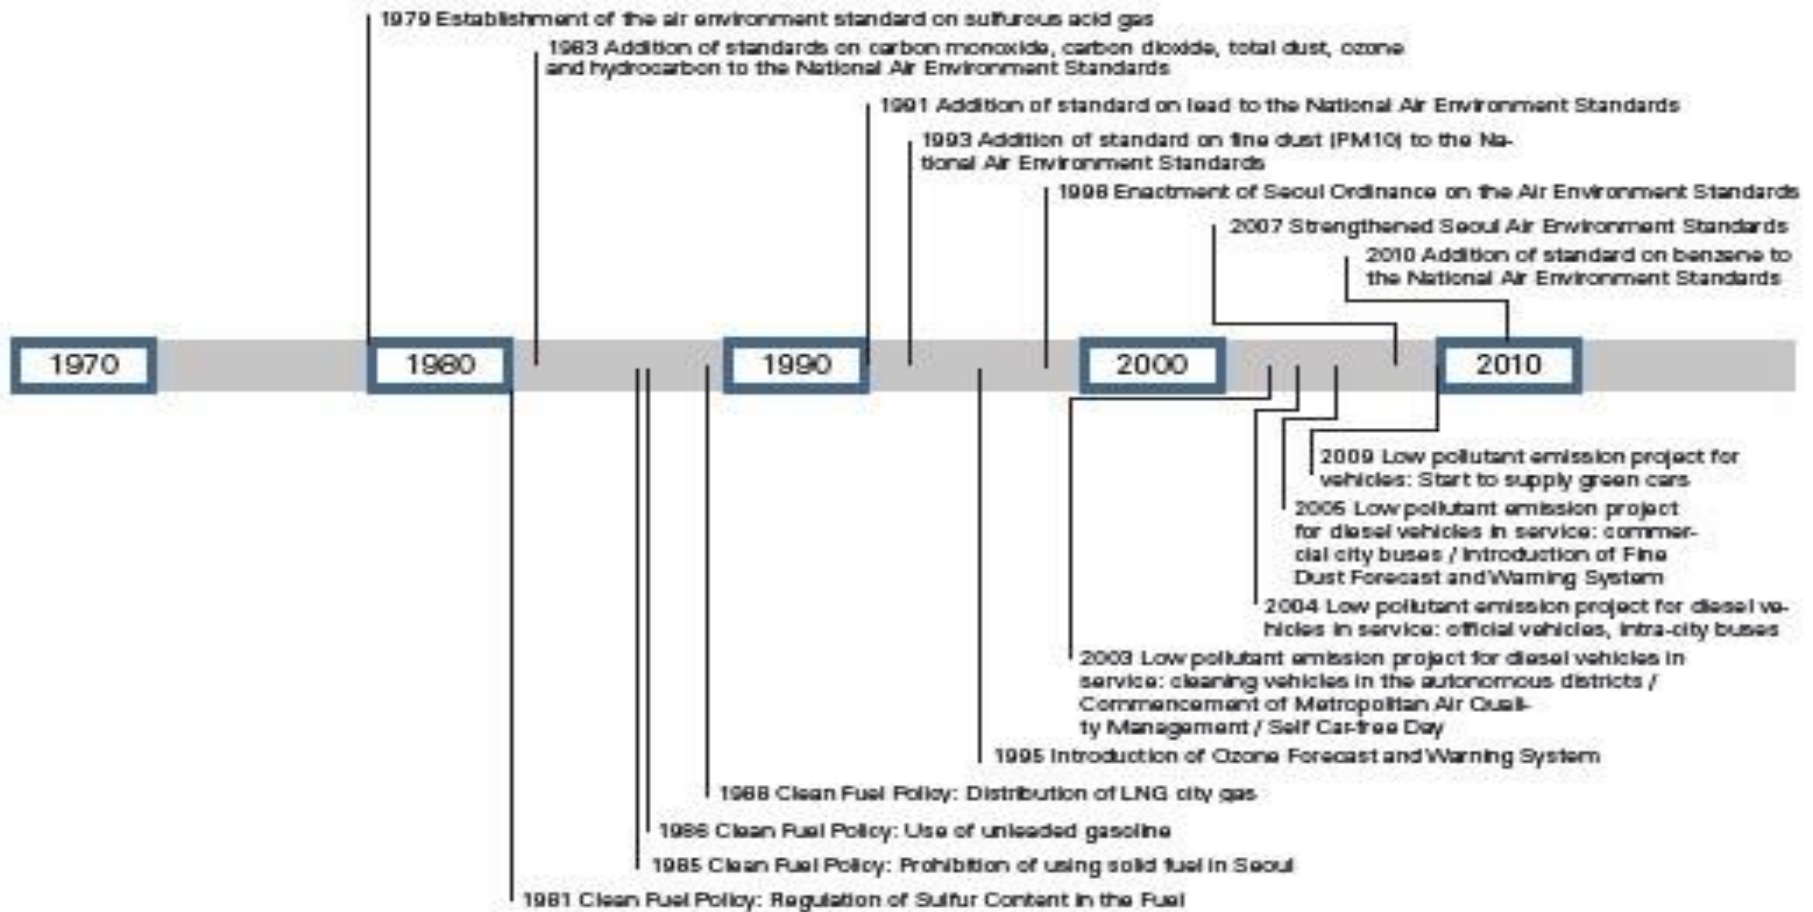 1979 Establishment of the air environment standard on sulfurous acid gas
1983 Addition of standards on carbon monoxide, carbon dioxide, total dust, ozone
and hydrocarbon to the National Air Environment Standards
1991 Addition of standard on lead to the National Air Environment Standards
1993 Addition of standard on fine dust (PM10) to the Na-
tional Air Environment Standards
1998 Enactment of Seoul Ordinance on the Air Environment Standards
2007 Strengthened Seoul Air Environment Standards
2010 Addition of standard on benzene to
the National Air Environment Standards
1970 1980 1990 2000 2010
2009 Low pollutant emission project for
vehicles: Start to supply green cars
2005 Low pollutant emission project
for diesel vehicles in service: commer-
cial city buses / Introduction of Fine
Dust Forecast and Warning System
2004 Low pollutant emission project for diesel ve-
hicles in service: official vehicles, intra-city buses
2003 Low pollutant emission project for diesel vehicles in
service: cleaning vehicles in the autonomous districts /
Commencement of Metropolitan Air Quali-
ty Management / Self Car-free Day
1995 Introduction of Ozone Forecast and Warning System
1988 Clean Fuel Policy: Distribution of LNG city gas
1986 Clean Fuel Policy: Use of unleaded gasoline
1985 Clean Fuel Policy: Prohibition of using solid fuel in Seoul
1981 Clean Fuel Policy: Regulation of Sulfur Content in the Fuel